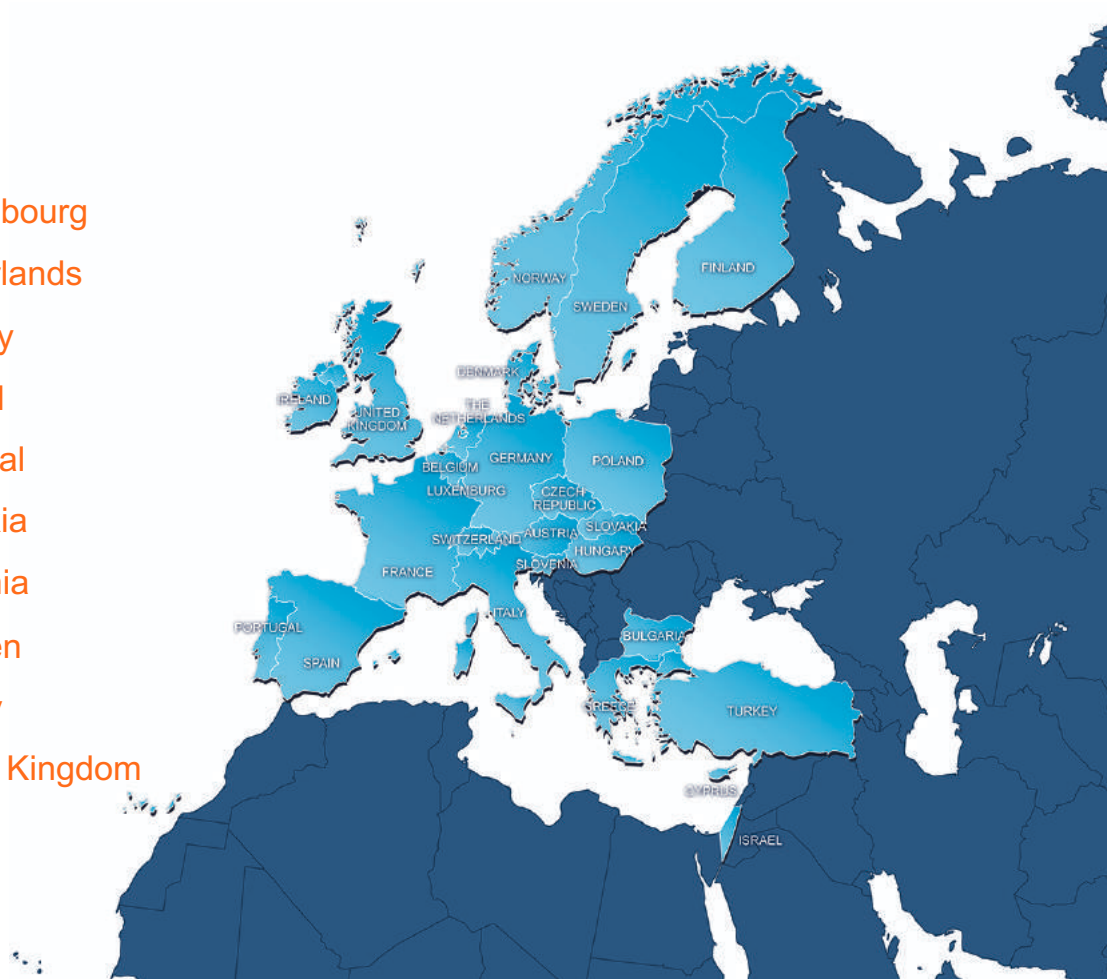 bourg
rlands
y
d
al
ia
nia
en
y
Kingdom
NORWAY
FINLAND
SWEDEN
DENMARK
IRELAND
UNITED
KINGDOM
THE
NETHERLANDS
BELGIUM
GERMANY
POLAND
LUXEMBURG
CZECH
REPUBLIC
SWITZERLAND
AUSTRIA
SLOVAKIA
HUNGARY
SLOVENIA
FRANCE
ITALY
PORTUGAL
SPAIN
BULGARIA
GREECE
TURKEY
CYPRUS
ISRAEL